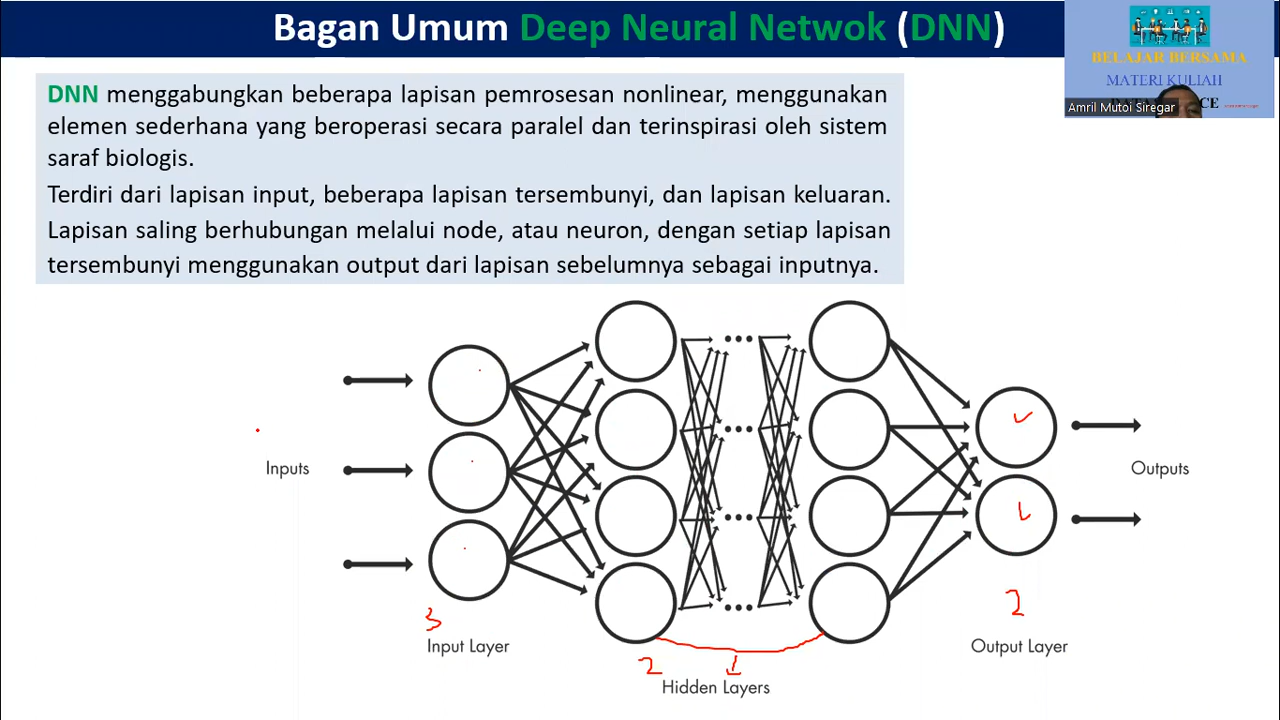 Bagan Umum Deep Neural Netwok (DNN)
BELAJAR BERSAMA
MATERI KULIAH
CE
Amril Mutoi Siregar
DNN menggabungkan beberapa lapisan pemrosesan nonlinear, menggunakan
elemen sederhana yang beroperasi secara paralel dan terinspirasi oleh sistem
saraf biologis.
Terdiri dari lapisan input, beberapa lapisan tersembunyi, dan lapisan keluaran.
Lapisan saling berhubungan melalui node, atau neuron, dengan setiap lapisan
tersembunyi menggunakan output dari lapisan sebelumnya sebagai inputnya.
Inputs
Outputs
3
2
Input Layer
Output Layer
2
Hidden Layers